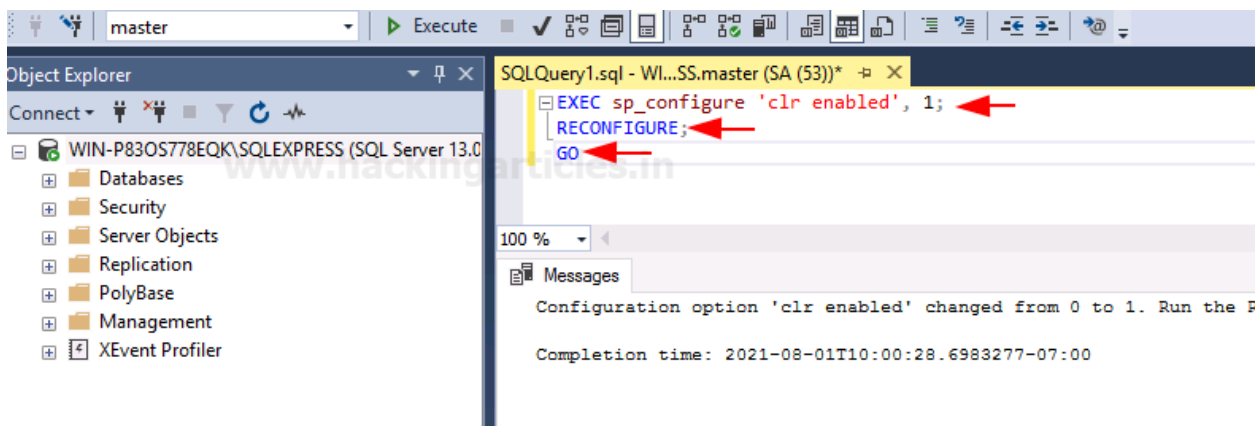 master
Execute
Object Explorer
Connect
WIN-P83OS778EQK\SQLEXPRESS (SQL Server 13.0
Databases
Security
Server Objects
Replication
PolyBase
Management
XEvent Profiler
SQLQuery1.sql - WI...SS.master (SA (53))*
EXEC sp_configure 'clr enabled', 1;
RECONFIGURE;
GO
www.hackingarticles.in
100 %
Messages
Configuration option 'clr enabled' changed from 0 to 1. Run the R
Completion time: 2021-08-01T10:00:28.6983277-07:00